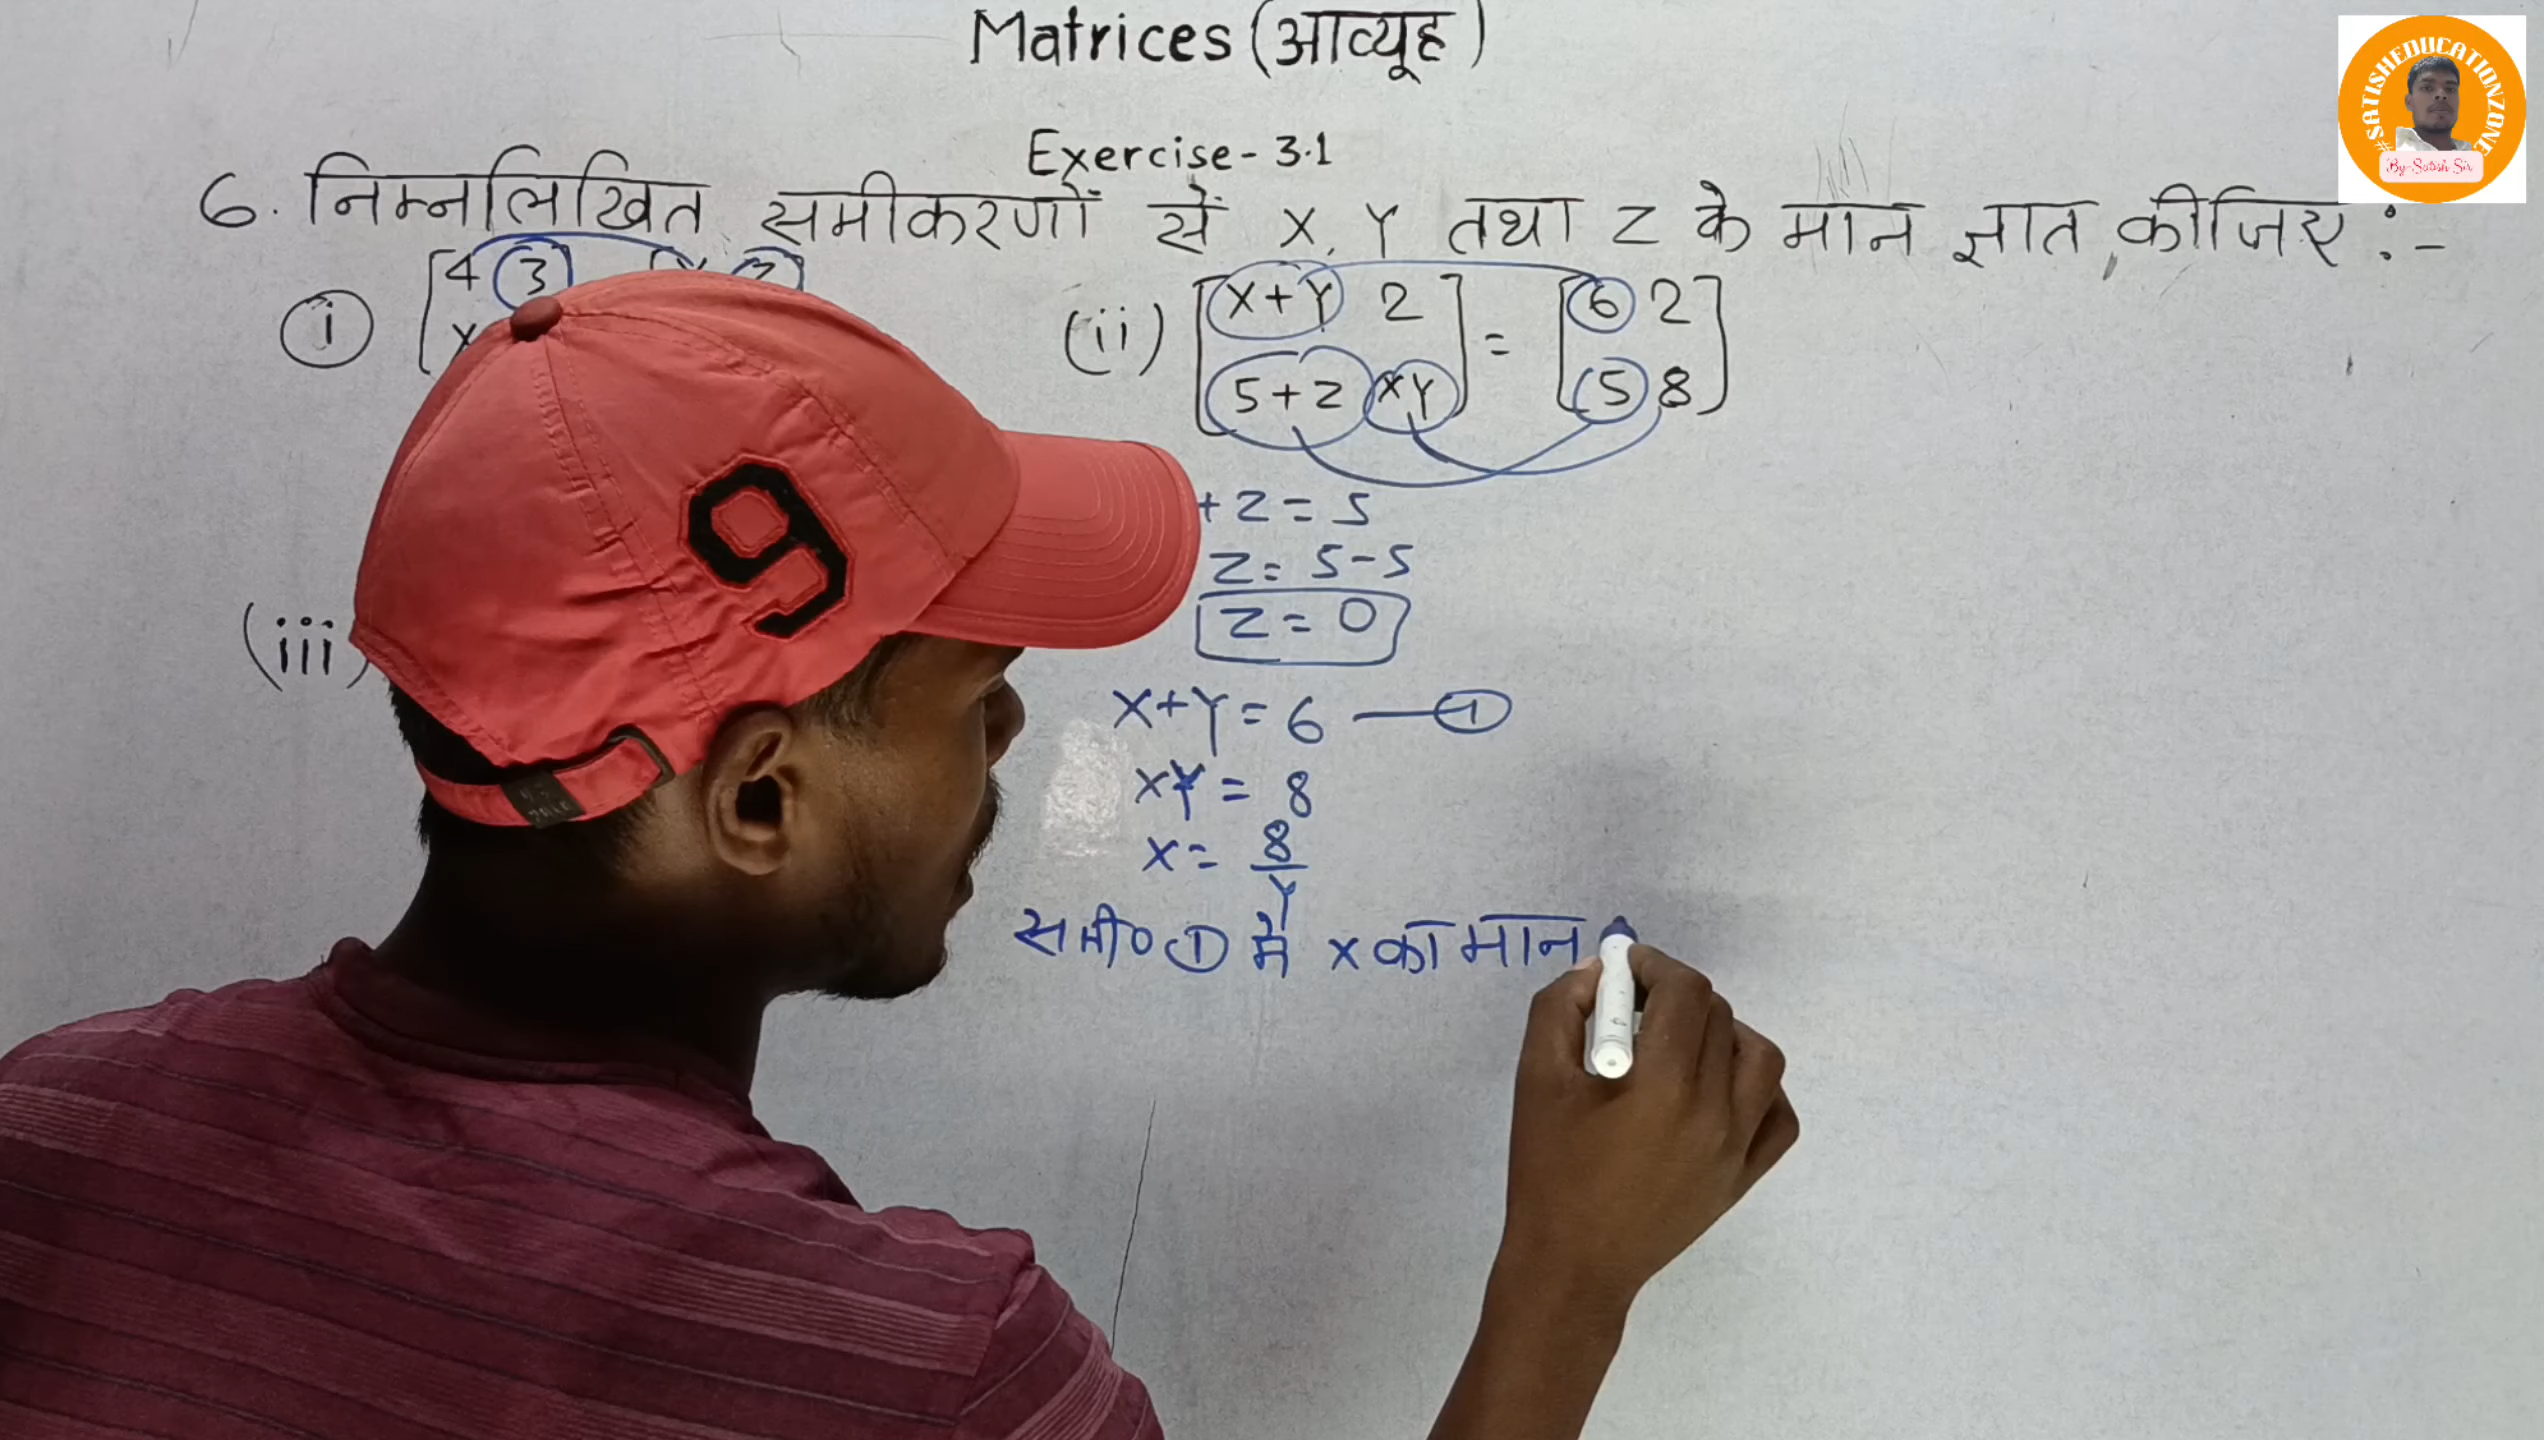 Matrices (आव्यूह)
Exercise - 3.1
6. निम्नलिखित समीकरणों सें X, Y तथा Z के मान ज्ञात कीजिए :-
(i) [4 3
x
(ii) [X+Y 2] = [6 2]
[5+Z XY] [5 8]
+ Z = 5
Z = 5-5
Z = 0
(iii)
X+Y = 6 — (1)
XY = 8
X = 8/Y
समी० (1) में X का मान
#SATISHEDUCATIONZONE
By-Satish Sir
9